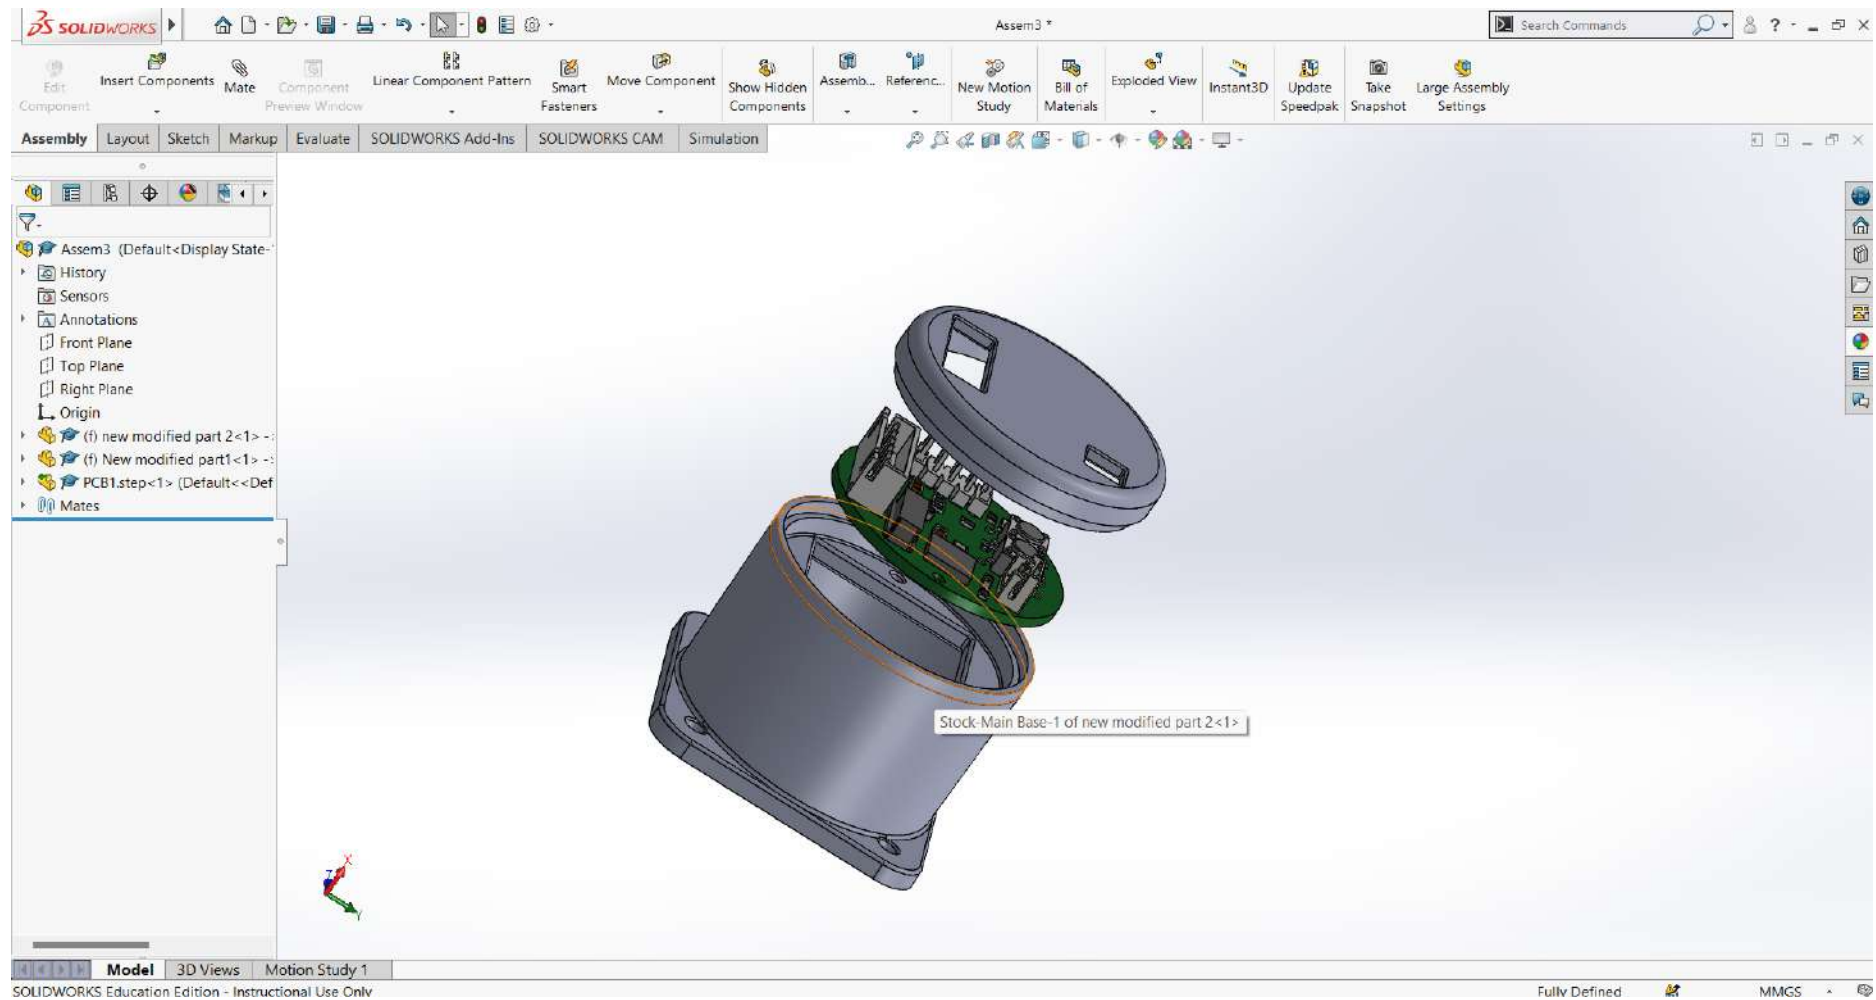 SOLIDWORKS
Assem3 *
Search Commands
?
Edit Component
Insert Components
Mate
Component Preview Window
Linear Component Pattern
Smart Fasteners
Move Component
Show Hidden Components
Assemb...
Referenc...
New Motion Study
Bill of Materials
Exploded View
Instant3D
Update Speedpak
Take Snapshot
Large Assembly Settings
Assembly Layout Sketch Markup Evaluate SOLIDWORKS Add-Ins SOLIDWORKS CAM Simulation
Assem3 (Default<Display State-
History
Sensors
Annotations
Front Plane
Top Plane
Right Plane
Origin
(f) new modified part 2<1> -
(f) New modified part1<1> -
PCB1.step<1> (Default<<Def
Mates
Stock-Main Base-1 of new modified part 2<1>
X
Z
Y
Model 3D Views Motion Study 1
SOLIDWORKS Education Edition - Instructional Use Only
Fully Defined
MMGS